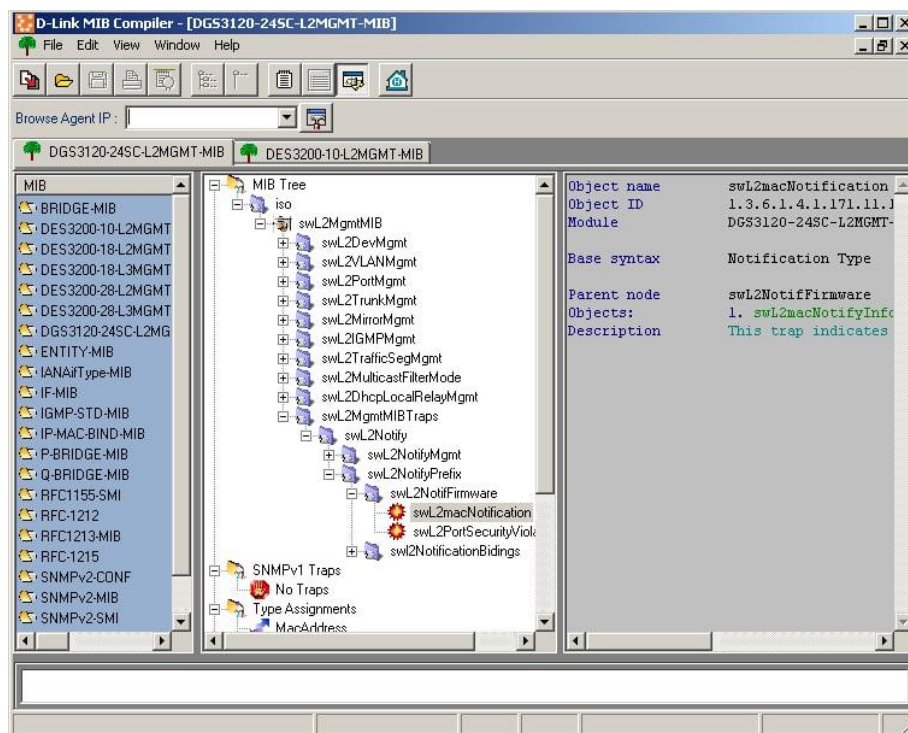 D-Link MIB Compiler - [DGS3120-24SC-L2MGMT-MIB]
File Edit View Window Help
Browse Agent IP :
DGS3120-24SC-L2MGMT-MIB DES3200-10-L2MGMT-MIB
MIB
BRIDGE-MIB
DES3200-10-L2MGMT
DES3200-18-L2MGMT
DES3200-18-L3MGMT
DES3200-28-L2MGMT
DES3200-28-L3MGMT
DGS3120-24SC-L2MG
ENTITY-MIB
IANAifType-MIB
IF-MIB
IGMP-STD-MIB
IP-MAC-BIND-MIB
P-BRIDGE-MIB
Q-BRIDGE-MIB
RFC1155-SMI
RFC-1212
RFC1213-MIB
RFC-1215
SNMPv2-CONF
SNMPv2-MIB
SNMPv2-SMI
MIB Tree
iso
swL2MgmtMIB
swL2DevMgmt
swL2VLANMgmt
swL2PortMgmt
swL2TrunkMgmt
swL2MirrorMgmt
swL2IGMPMgmt
swL2TrafficSegMgmt
swL2MulticastFilterMode
swL2DhcpLocalRelayMgmt
swL2MgmtMIBTraps
swL2Notify
swL2NotifyMgmt
swL2NotifyPrefix
swL2NotifFirmware
swL2macNotification
swL2PortSecurityViola
swl2NotificationBidings
SNMPv1 Traps
No Traps
Type Assignments
MacAddress
Object name swL2macNotification
Object ID 1.3.6.1.4.1.171.11.1
Module DGS3120-24SC-L2MGMT-
Base syntax Notification Type
Parent node swL2NotifFirmware
Objects: 1. swL2macNotifyInfo
Description This trap indicates